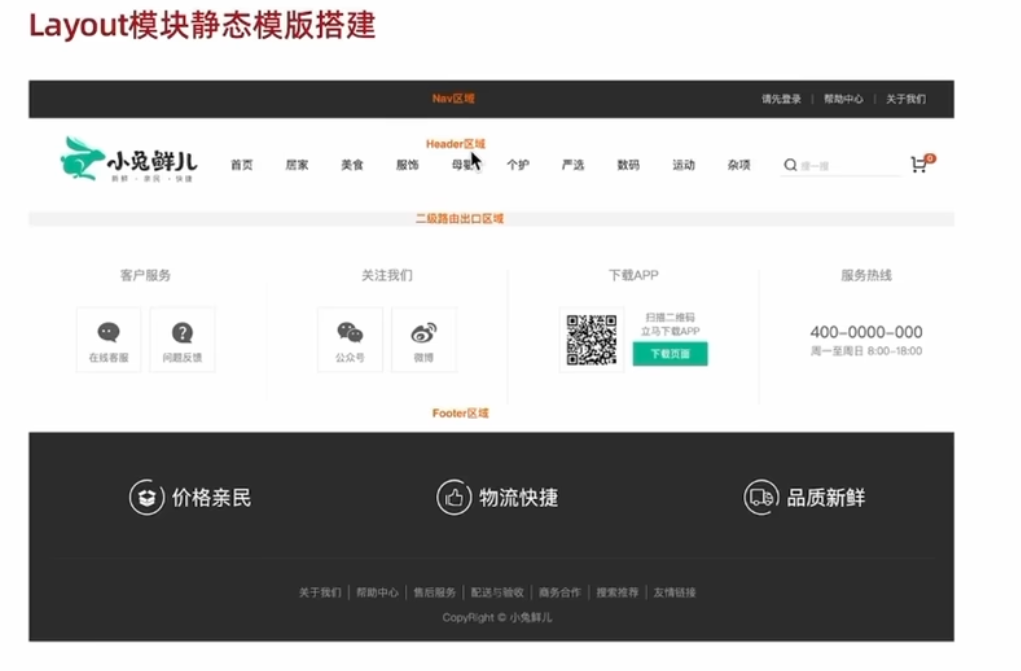 Layout模块静态模版搭建
Nav区域
请先登录 | 帮助中心 | 关于我们
Header区域
小兔鲜儿
新鲜・亲民・快捷
首页 居家 美食 服饰 母婴 个护 严选 数码 运动 杂项 搜一搜 0
二级路由出口区域
客户服务 关注我们 下载APP 服务热线
在线客服 问题反馈 公众号 微博
扫描二维码
立马下载APP
下载页面
400-0000-000
周一至周日 8:00-18:00
Footer区域
价格亲民 物流快捷 品质新鲜
关于我们 | 帮助中心 | 售后服务 | 配送与验收 | 商务合作 | 搜索推荐 | 友情链接
CopyRight © 小兔鲜儿